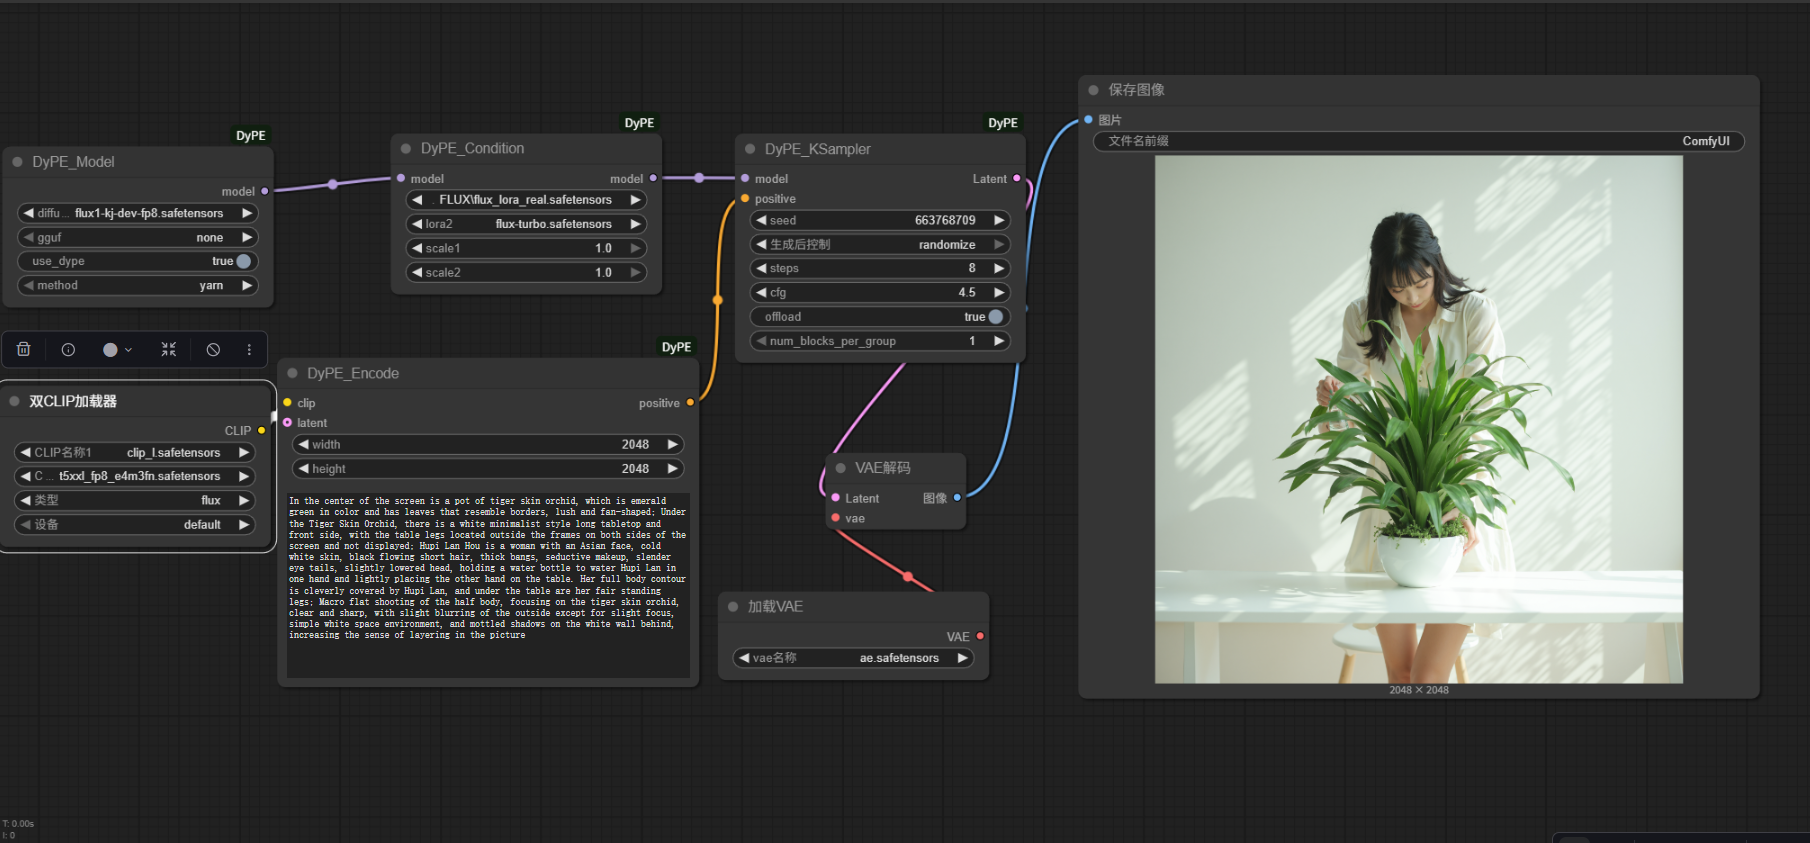 DyPE
DyPE_Model
model
diffu ... flux1-kj-dev-fp8.safetensors
gguf none
use_dype true
method yarn
DyPE
DyPE_Condition
model model
FLUX\flux_lora_real.safetensors
lora2 flux-turbo.safetensors
scale1 1.0
scale2 1.0
DyPE
DyPE_KSampler
model Latent
positive
seed 663768709
生成后控制 randomize
steps 8
cfg 4.5
offload true
num_blocks_per_group 1
保存图像
图片
文件名前缀 ComfyUI
2048 × 2048
双CLIP加载器
CLIP
CLIP名称1 clip_l.safetensors
C ... t5xxl_fp8_e4m3fn.safetensors
类型 flux
设备 default
DyPE
DyPE_Encode
clip positive
latent
width 2048
height 2048
In the center of the screen is a pot of tiger skin orchid, which is emerald
green in color and has leaves that resemble borders, lush and fan-shaped; Under
the Tiger Skin Orchid, there is a white minimalist style long tabletop and
front side, with the table legs located outside the frames on both sides of the
screen and not displayed; Hupi Lan Hou is a woman with an Asian face, cold
white skin, black flowing short hair, thick bangs, seductive makeup, slender
eye tails, slightly lowered head, holding a water bottle to water Hupi Lan in
one hand and lightly placing the other hand on the table. Her full body contour
is cleverly covered by Hupi Lan, and under the table are her fair standing
legs; Macro flat shooting of the half body, focusing on the tiger skin orchid,
clear and sharp, with slight blurring of the outside except for slight focus,
simple white space environment, and mottled shadows on the white wall behind,
increasing the sense of layering in the picture
VAE解码
Latent 图像
vae
加载VAE
VAE
vae名称 ae.safetensors
T: 0.00s
I: 0